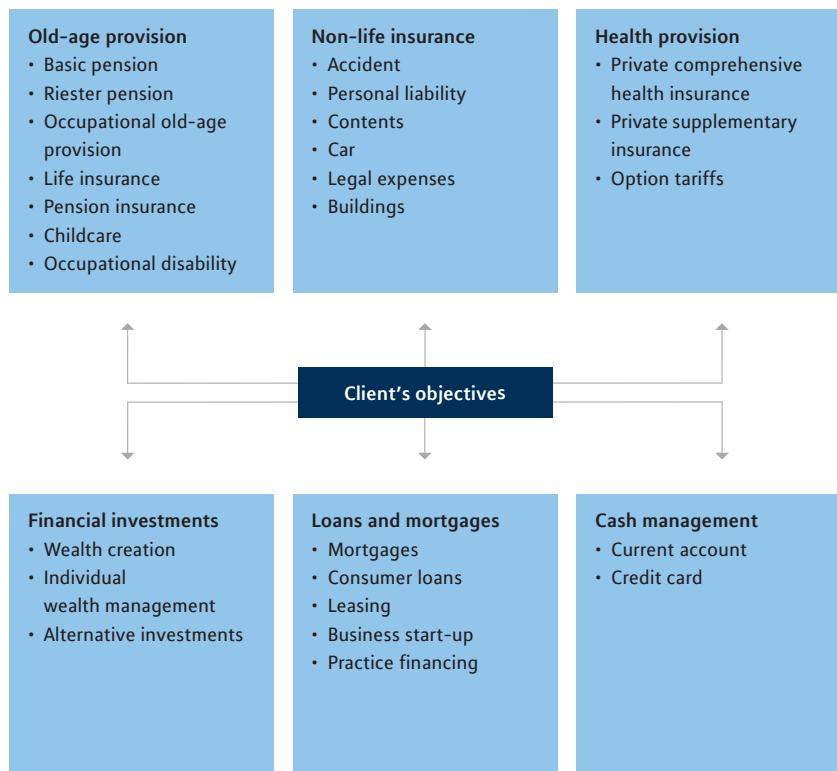 Old-age provision
• Basic pension
• Riester pension
• Occupational old-age
provision
• Life insurance
• Pension insurance
• Childcare
• Occupational disability
Non-life insurance
• Accident
• Personal liability
• Contents
• Car
• Legal expenses
• Buildings
Health provision
• Private comprehensive
health insurance
• Private supplementary
insurance
• Option tariffs
Client's objectives
Financial investments
• Wealth creation
• Individual
wealth management
• Alternative investments
Loans and mortgages
• Mortgages
• Consumer loans
• Leasing
• Business start-up
• Practice financing
Cash management
• Current account
• Credit card